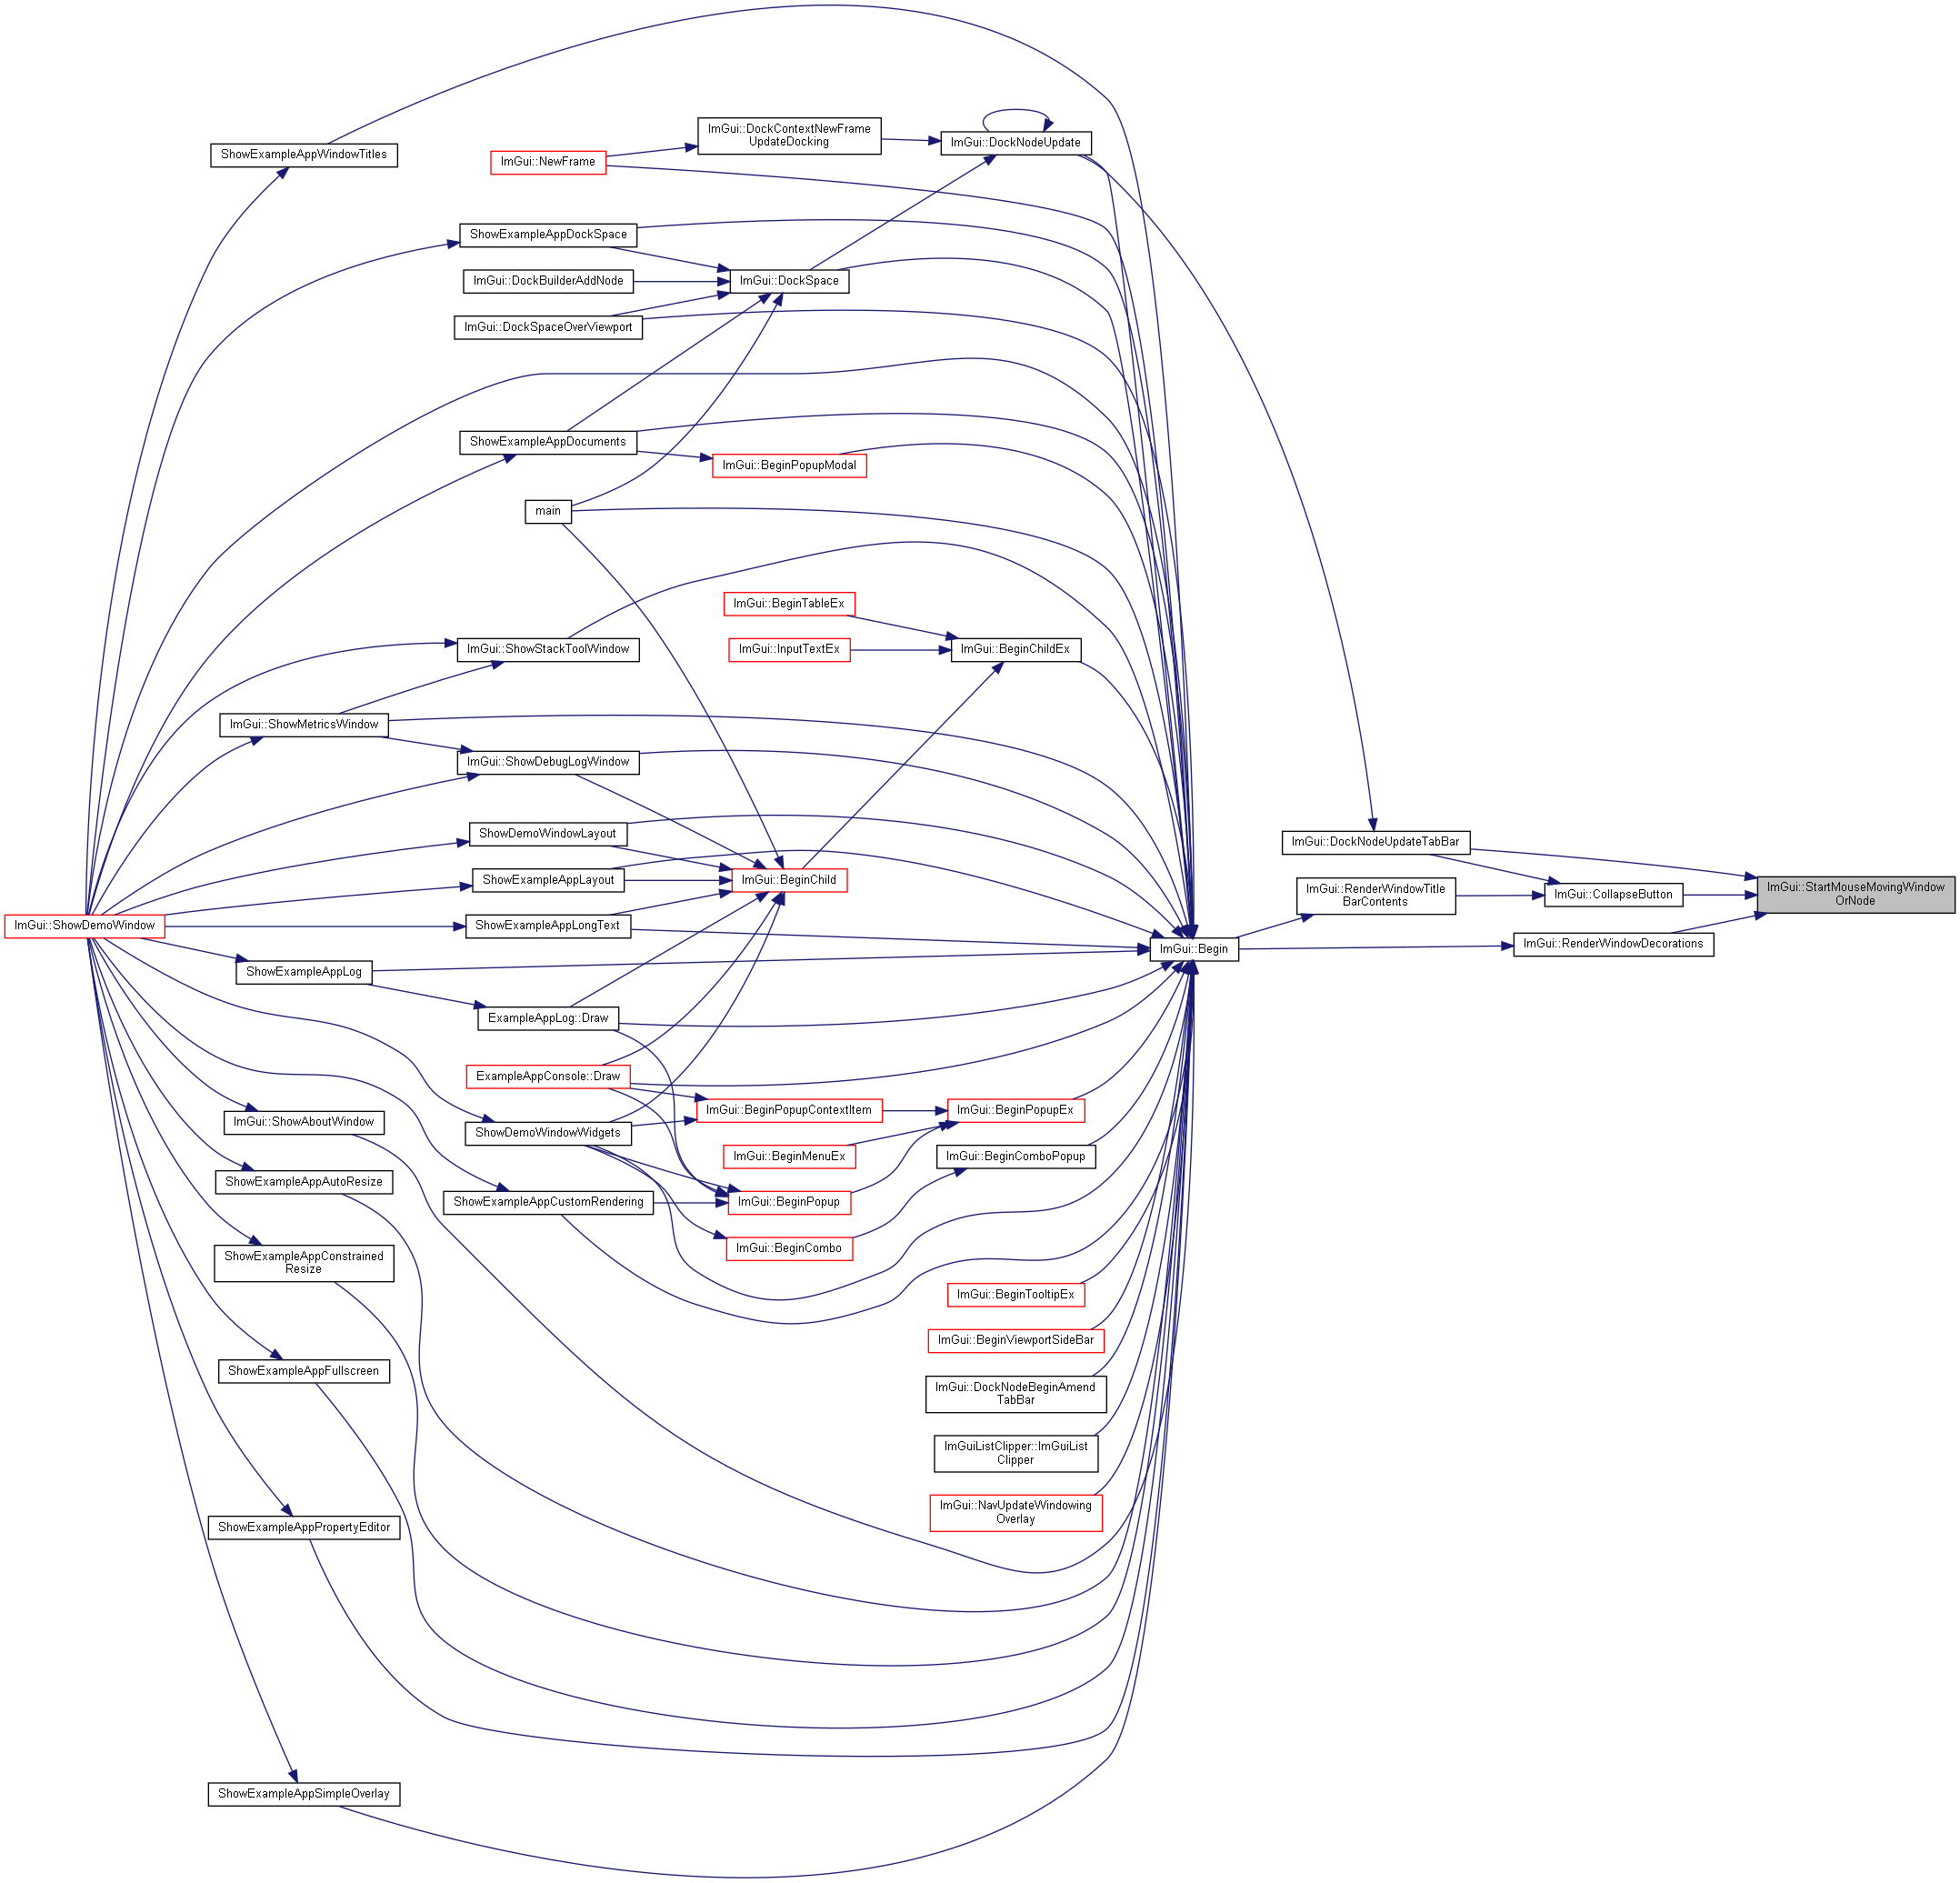 ShowExampleAppWindowTitles
ImGui::NewFrame
ImGui::DockContextNewFrame
UpdateDocking
ImGui::DockNodeUpdate
ShowExampleAppDockSpace
ImGui::DockBuilderAddNode
ImGui::DockSpace
ImGui::DockSpaceOverViewport
ShowExampleAppDocuments
ImGui::BeginPopupModal
main
ImGui::BeginTableEx
ImGui::ShowStackToolWindow
ImGui::InputTextEx
ImGui::BeginChildEx
ImGui::ShowMetricsWindow
ImGui::ShowDebugLogWindow
ShowDemoWindowLayout
ImGui::DockNodeUpdateTabBar
ShowExampleAppLayout
ImGui::BeginChild
ImGui::RenderWindowTitle
BarContents
ImGui::CollapseButton
ImGui::StartMouseMovingWindow
OrNode
ImGui::ShowDemoWindow
ShowExampleAppLongText
ImGui::Begin
ImGui::RenderWindowDecorations
ShowExampleAppLog
ExampleAppLog::Draw
ExampleAppConsole::Draw
ImGui::ShowAboutWindow
ShowDemoWindowWidgets
ImGui::BeginPopupContextItem
ImGui::BeginPopupEx
ImGui::BeginMenuEx
ImGui::BeginComboPopup
ShowExampleAppAutoResize
ShowExampleAppCustomRendering
ImGui::BeginPopup
ShowExampleAppConstrained
Resize
ImGui::BeginCombo
ImGui::BeginTooltipEx
ImGui::BeginViewportSideBar
ShowExampleAppFullscreen
ImGui::DockNodeBeginAmend
TabBar
ImGuiListClipper::ImGuiList
Clipper
ImGui::NavUpdateWindowing
Overlay
ShowExampleAppPropertyEditor
ShowExampleAppSimpleOverlay